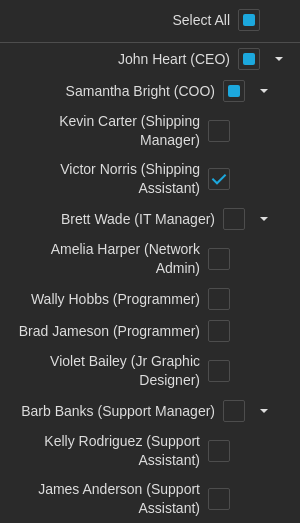 Select All
John Heart (CEO)
Samantha Bright (COO)
Kevin Carter (Shipping
Manager)
Victor Norris (Shipping
Assistant)
Brett Wade (IT Manager)
Amelia Harper (Network
Admin)
Wally Hobbs (Programmer)
Brad Jameson (Programmer)
Violet Bailey (Jr Graphic
Designer)
Barb Banks (Support Manager)
Kelly Rodriguez (Support
Assistant)
James Anderson (Support
Assistant)